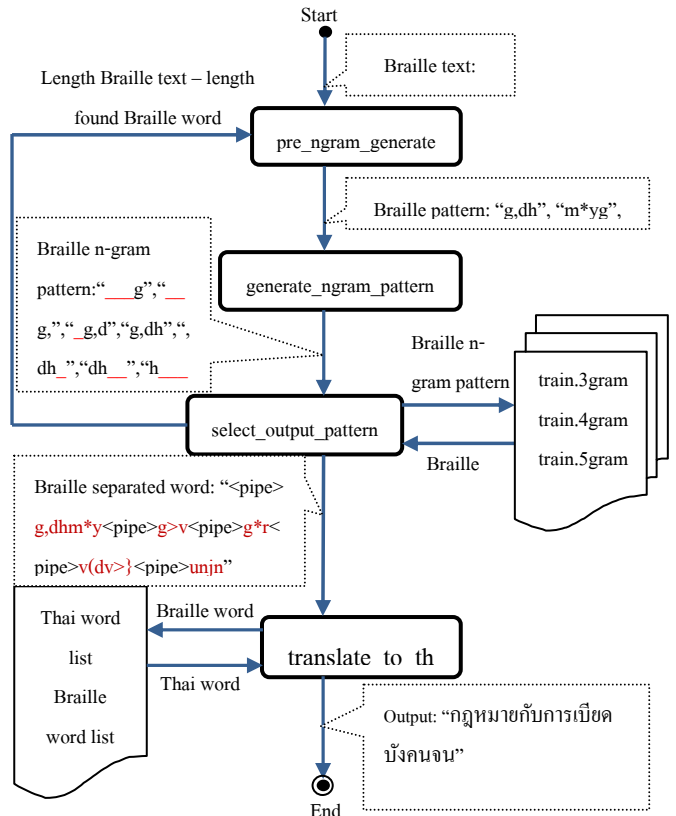 Start
Braille text:
Length Braille text – length
found Braille word
pre_ngram_generate
Braille pattern: “g,dh”, “m*yg”,
Braille n-gram
pattern:“___g”,“__
g,”,“_g,d”,“g,dh”,“,
dh_”,“dh__”,“h___
generate_ngram_pattern
Braille n-
gram pattern
train.3gram
train.4gram
train.5gram
select_output_pattern
Braille
Braille separated word: “<pipe>
g,dhm*y<pipe>g>v<pipe>g*r<
pipe>v(dv>}<pipe>unjn”
Thai word
list
Braille
word list
Braille word
Thai word
translate to th
Output: “กฎหมายกับการเบียด
บังคนจน”
End